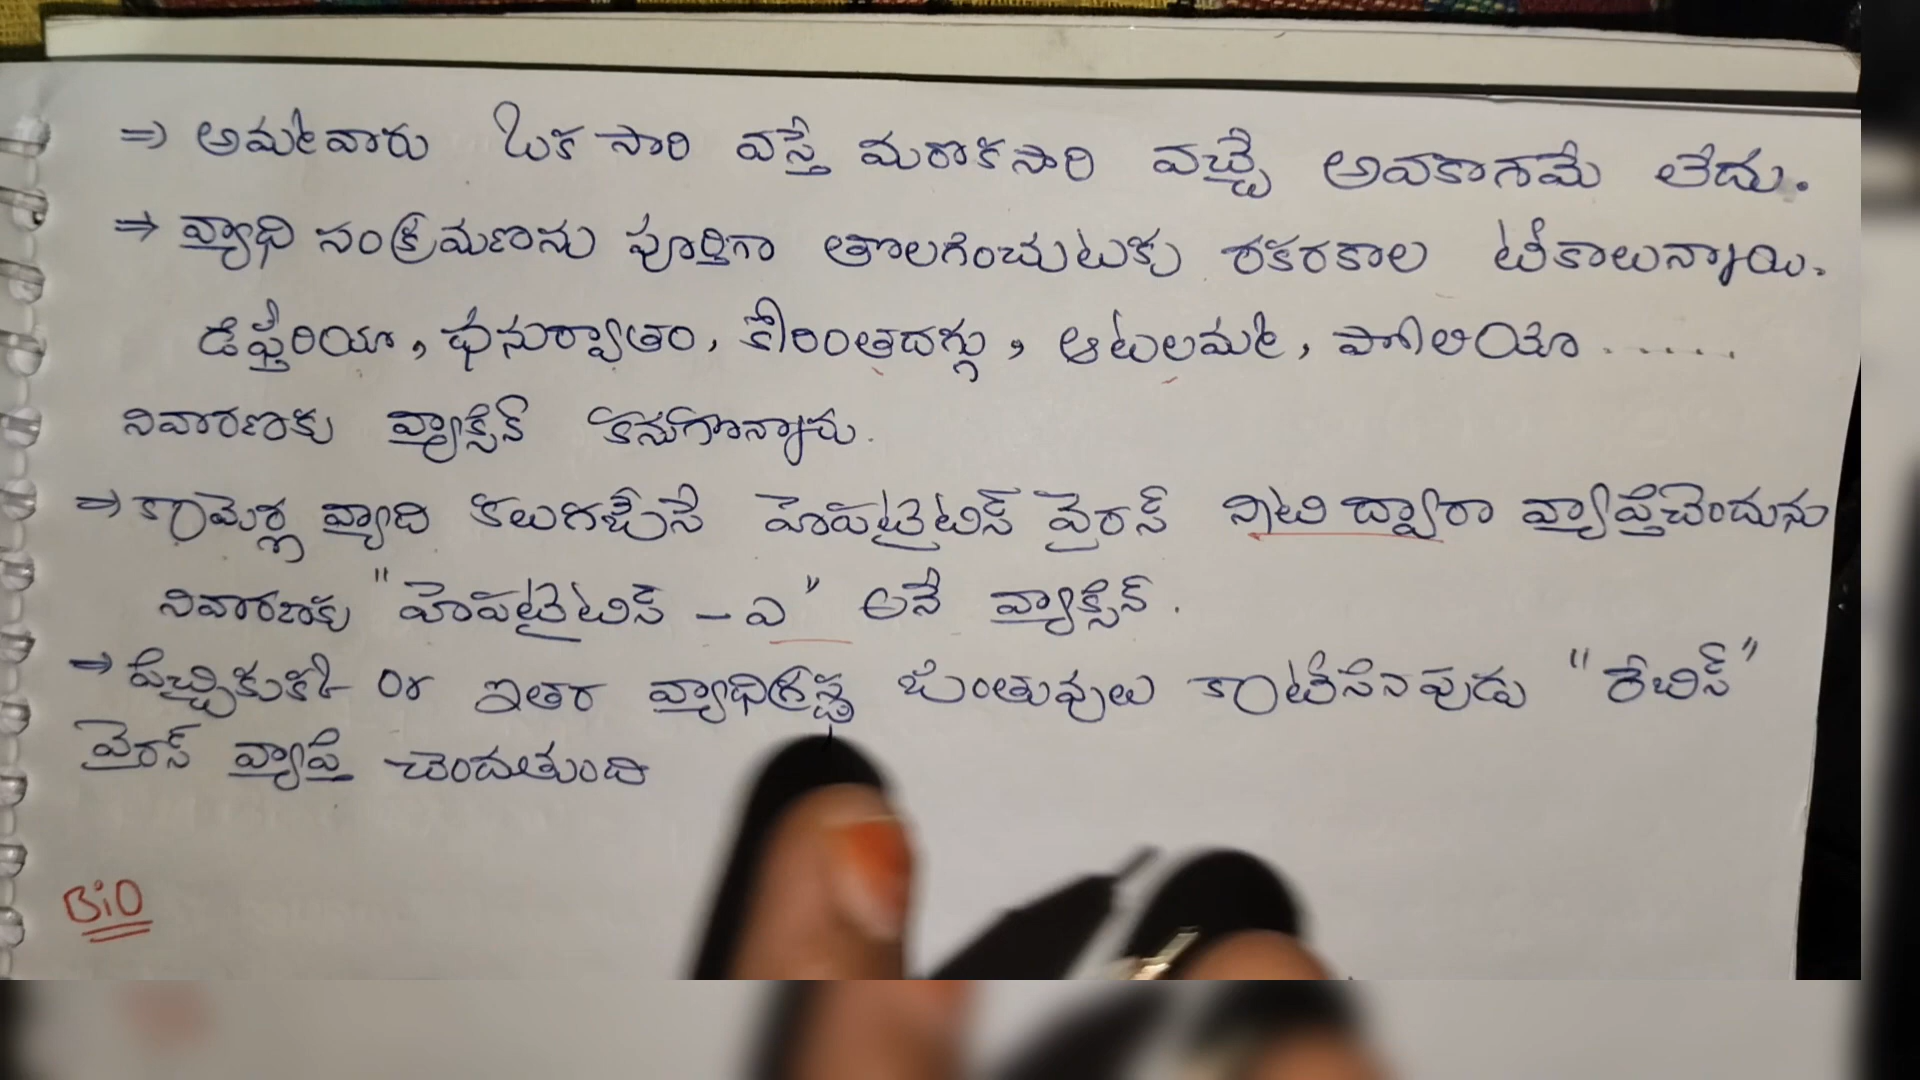 ⇒ అమ్మవారు ఒక సారి వస్తే మరొకసారి వచ్చే అవకాశమే లేదు.
⇒ వ్యాధి సంక్రమణను పూర్తిగా తొలగించుటకు రకరకాల టీకాలున్నాయి.
డిఫ్తీరియా, ధనుర్వాతం, కోరింతదగ్గు, ఆటలమ్మ, పోలియో ......
నివారణకు వ్యాక్సిన్ కనుగొన్నారు.
⇒ కామెర్ల వ్యాది కలుగజేసే హెపటైటిస్ వైరస్ నీటి ద్వారా వ్యాప్తిచెందును
నివారణకు "హెపటైటిస్ - ఎ" అనే వ్యాక్సిన్.
⇒ పిచ్చికుక్క or ఇతర వ్యాధిగ్రస్త జంతువులు కాటేసినపుడు "రేబిస్"
వైరస్ వ్యాప్తి చెందుతుంది
BiO